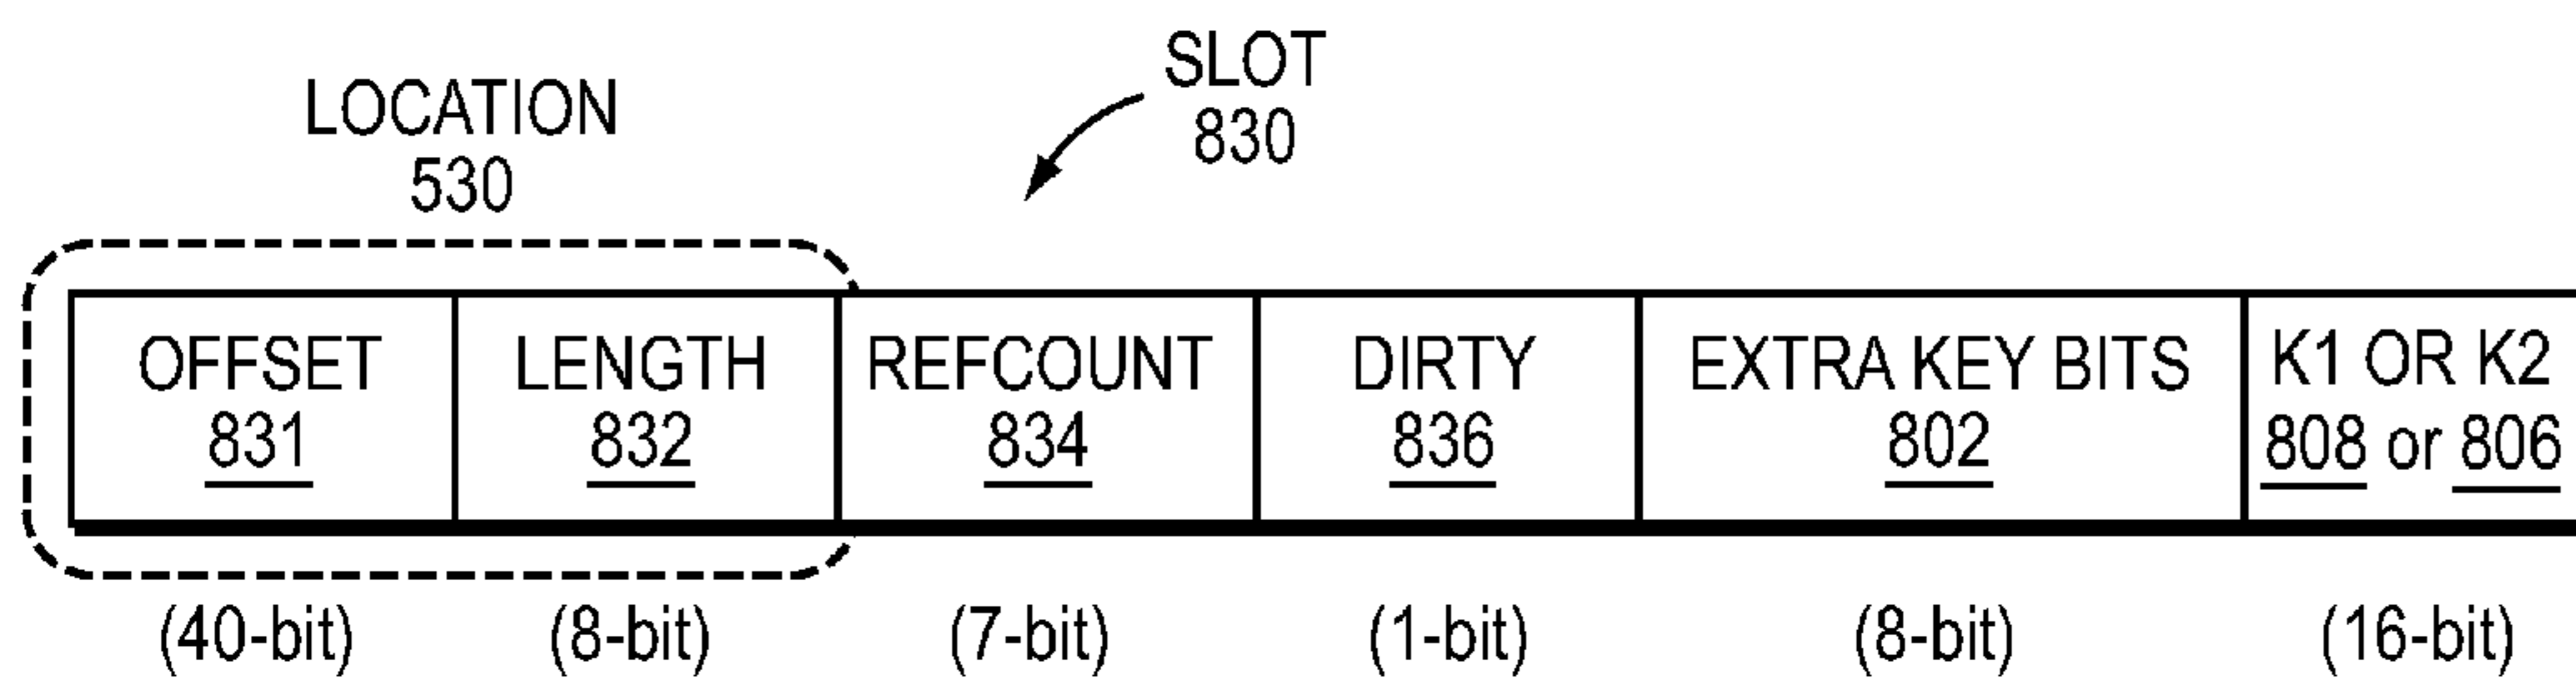 LOCATION
530
SLOT
830
OFFSET
831
LENGTH
832
REFCOUNT
834
DIRTY
836
EXTRA KEY BITS
802
K1 OR K2
808 or 806
(40-bit)
(8-bit)
(7-bit)
(1-bit)
(8-bit)
(16-bit)